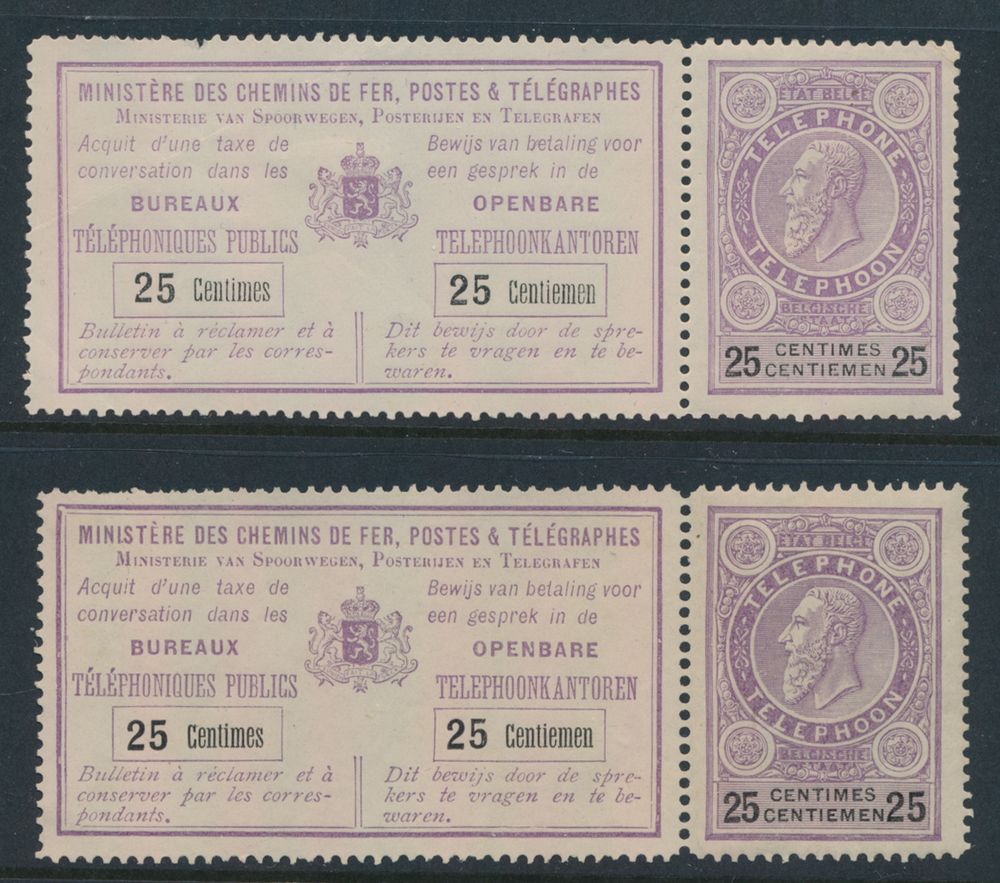 MINISTÈRE DES CHEMINS DE FER, POSTES & TÉLÉGRAPHES
MINISTERIE VAN SPOORWEGEN, POSTERIJEN EN TELEGRAFEN
Acquit d'une taxe de
conversation dans les
BUREAUX
TÉLÉPHONIQUES PUBLICS
25 Centimes
Bulletin à réclamer et à
conserver par les corres-
pondants.
Bewijs van betaling voor
een gesprek in de
OPENBARE
TELEPHOONKANTOREN
25 Centiemen
Dit bewijs door de spre-
kers te vragen en te be-
waren.
ETAT BELGE
TELEPHONE
TELEPHOON
BELGISCHE
STAAT
25 CENTIMES 25
CENTIEMEN
MINISTÈRE DES CHEMINS DE FER, POSTES & TÉLÉGRAPHES
MINISTERIE VAN SPOORWEGEN, POSTERIJEN EN TELEGRAFEN
Acquit d'une taxe de
conversation dans les
BUREAUX
TÉLÉPHONIQUES PUBLICS
25 Centimes
Bulletin à réclamer et à
conserver par les corres-
pondants.
Bewijs van betaling voor
een gesprek in de
OPENBARE
TELEPHOONKANTOREN
25 Centiemen
Dit bewijs door de spre-
kers te vragen en te be-
waren.
ETAT BELGE
TELEPHONE
TELEPHOON
BELGISCHE
STAAT
25 CENTIMES 25
CENTIEMEN